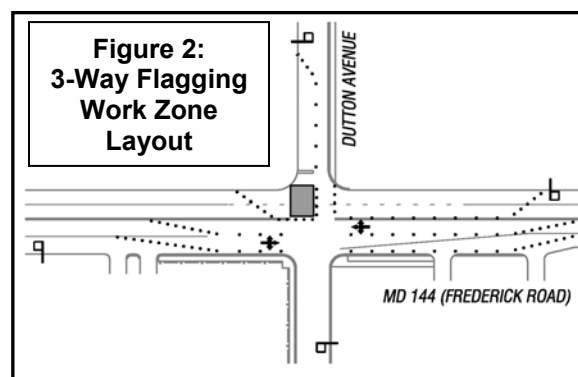 Figure 2:
3-Way Flagging
Work Zone
Layout
DUTTON AVENUE
MD 144 (FREDERICK ROAD)